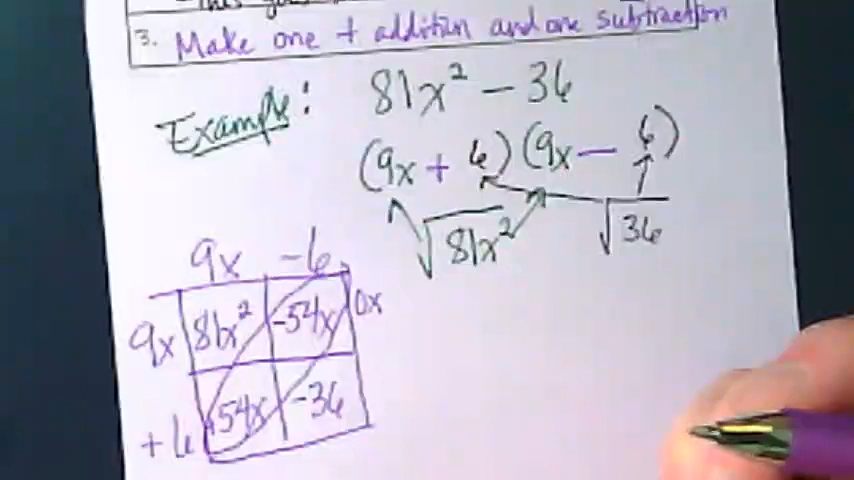 3. Make one + addition and one subtraction
Example: 81x² - 36
(9x + 6)(9x - 6)
√81x² √36
9x -6
9x 81x² -54x 0x
+6 54x -36